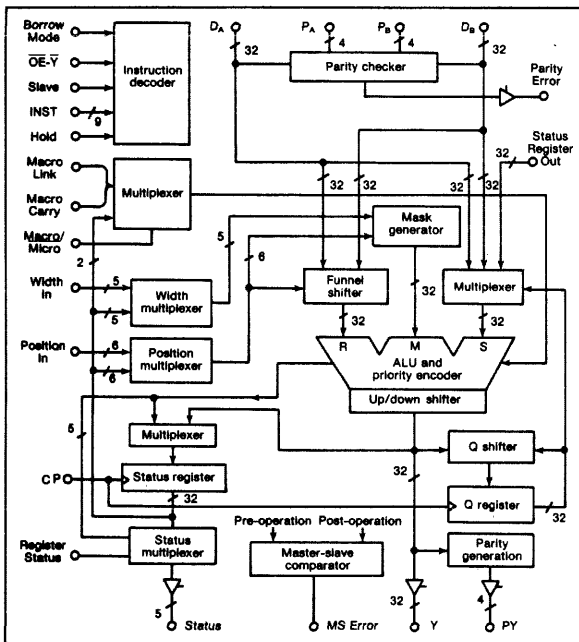 Borrow
Mode
OE-Y
Slave
INST
9
Hold
Instruction
decoder
DA
32
PA
4
PB
4
DB
32
Parity checker
Parity
Error
Status
Register
Out
32
Macro
Link
Macro
Carry
Macro/
Micro
Multiplexer
2
32
32
32
32
5
6
Mask
generator
Width
In
5
5
Width
multiplexer
Funnel
shifter
32
Multiplexer
Position
In
6
6
Position
multiplexer
32
32
R
M
S
ALU and
priority encoder
Up/down shifter
5
Multiplexer
CP
Status register
32
32
Q shifter
Q register
32
Register
Status
Status
multiplexer
Pre-operation
Post-operation
Master-slave
comparator
Parity
generation
5
32
4
Status
MS Error
Y
PY